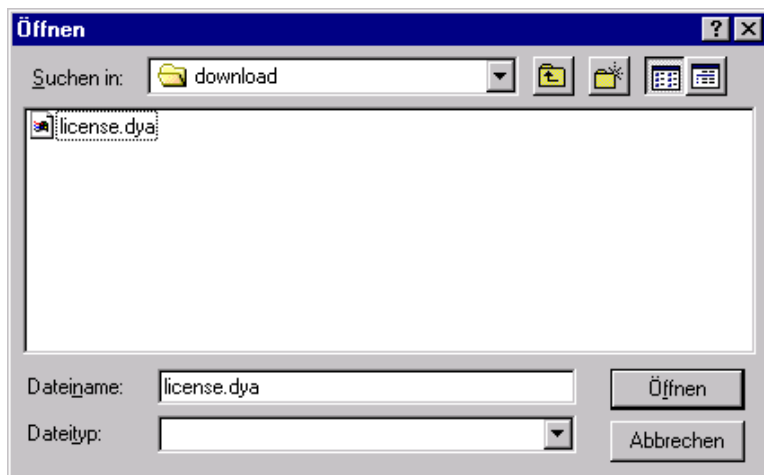 Öffnen
Suchen in: download
license.dya
Dateiname: license.dya Öffnen
Dateityp: Abbrechen